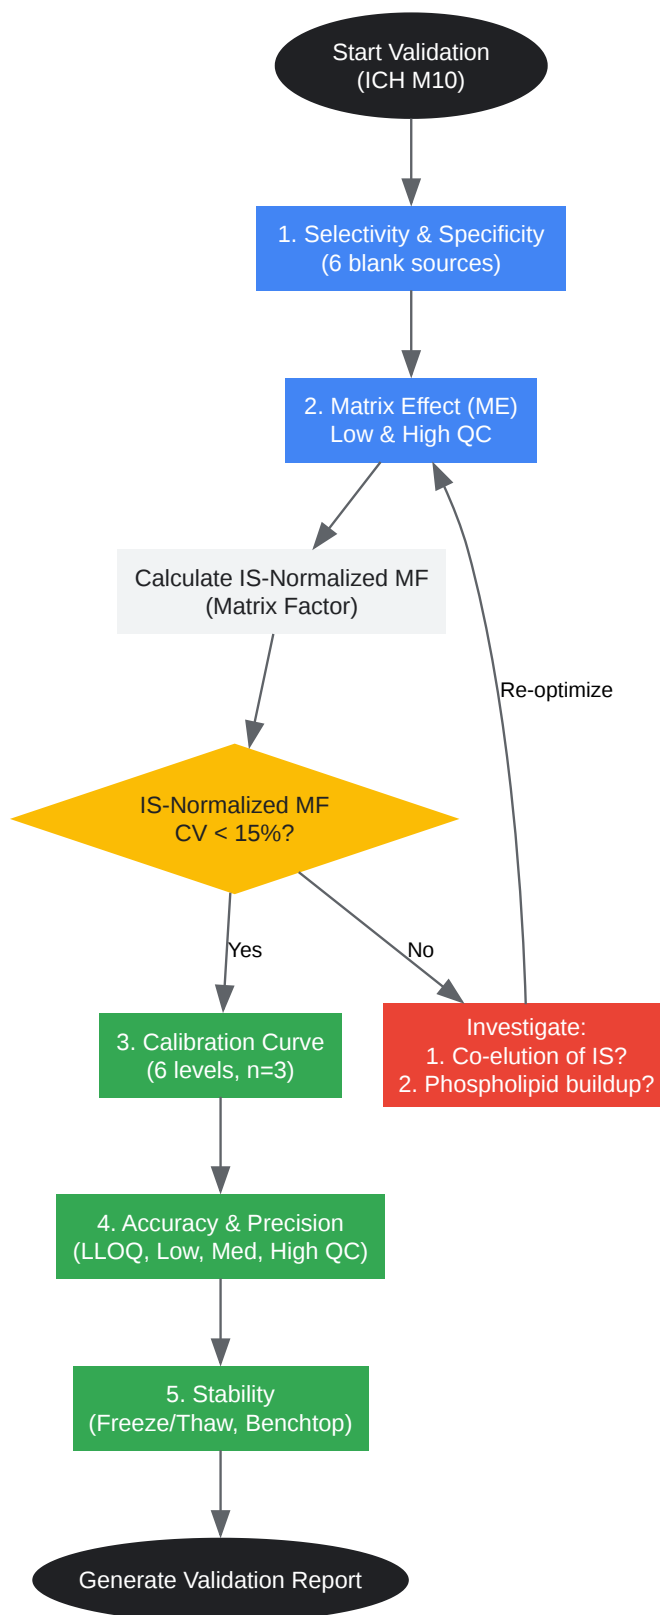 Start Validation
(ICH M10)
1. Selectivity & Specificity
(6 blank sources)
2. Matrix Effect (ME)
Low & High QC
Calculate IS-Normalized MF
(Matrix Factor)
Re-optimize
IS-Normalized MF
CV < 15%?
Yes
No
3. Calibration Curve
(6 levels, n=3)
Investigate:
1. Co-elution of IS?
2. Phospholipid buildup?
4. Accuracy & Precision
(LLOQ, Low, Med, High QC)
5. Stability
(Freeze/Thaw, Benchtop)
Generate Validation Report